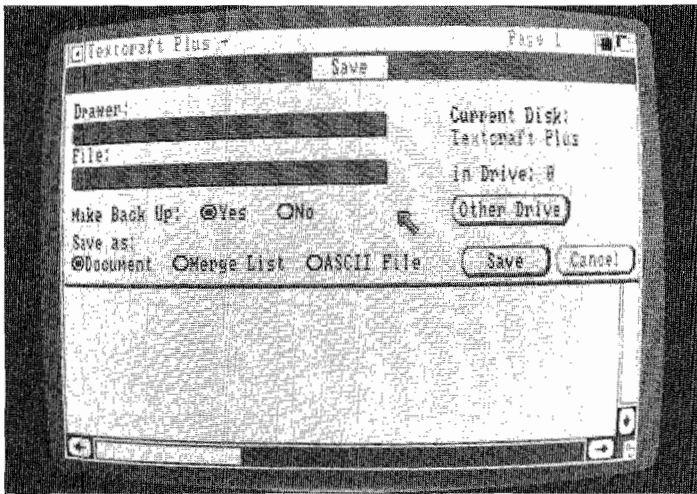 Textcraft Plus
Page 1
Save
Drawer:
Current Disk:
Textcraft Plus
File:
in Drive: 0
Make Back Up: Yes No
Other Drive
Save as:
Document Merge List ASCII File
Save Cancel